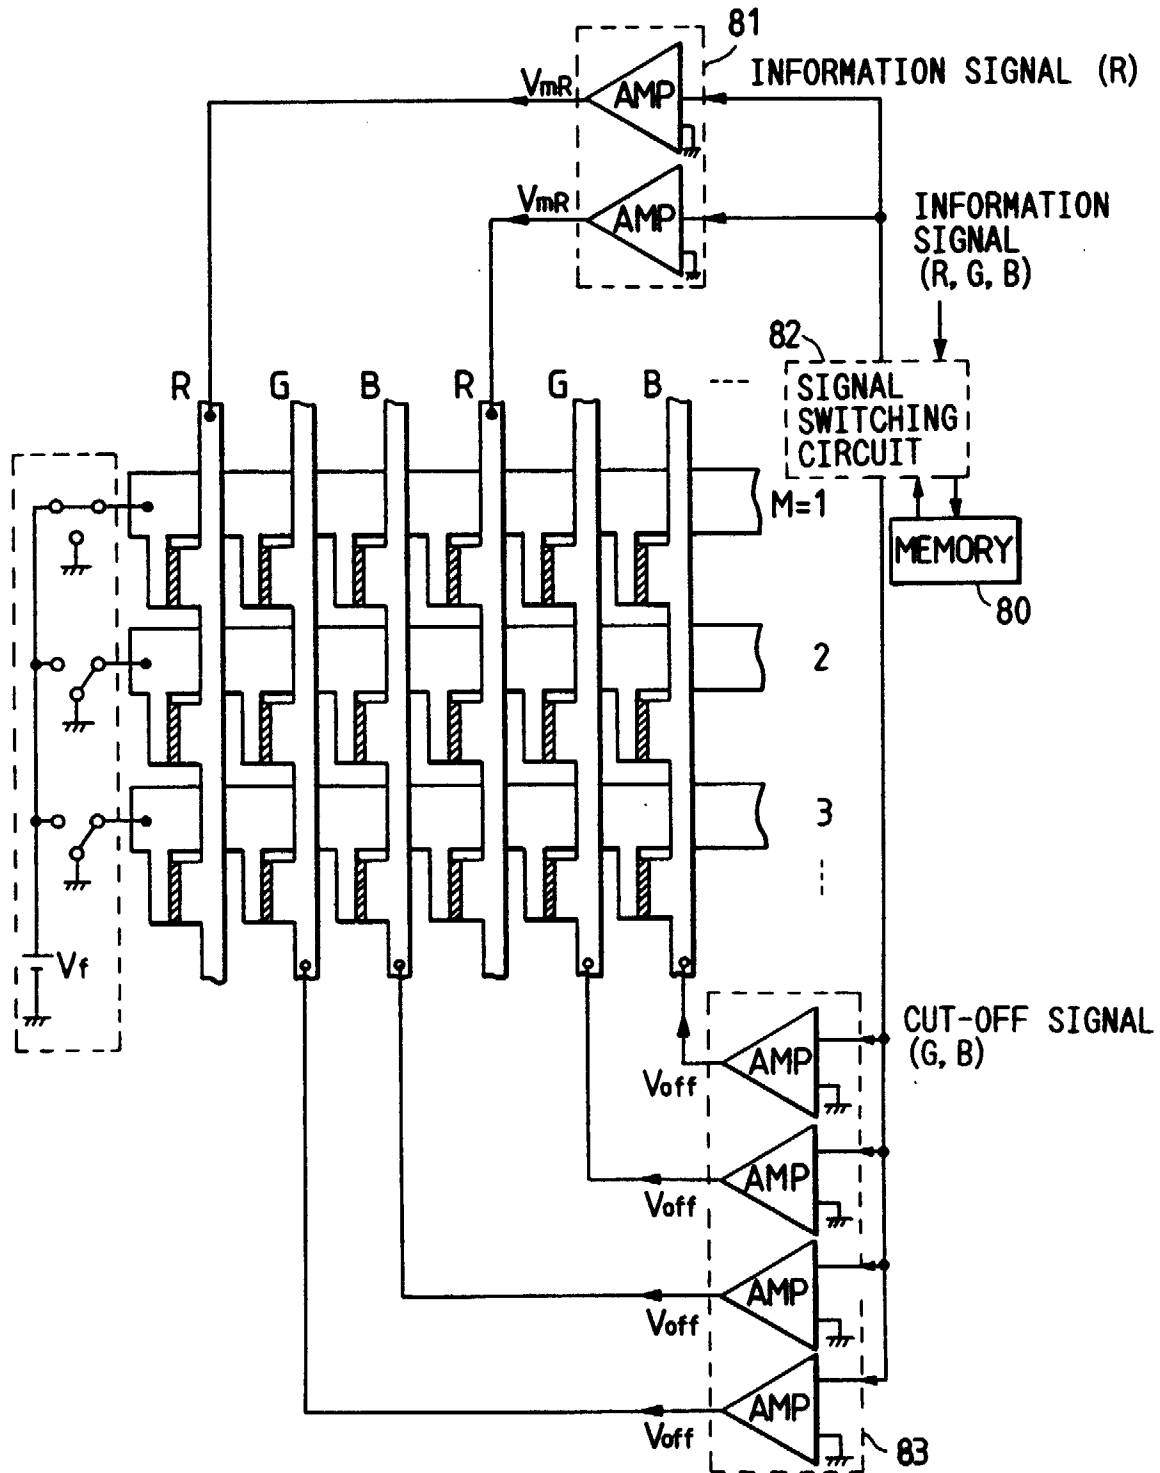 81
INFORMATION SIGNAL (R)
VmR
AMP
VmR
AMP
INFORMATION
SIGNAL
(R, G, B)
82
R G B R G B ----
SIGNAL
SWITCHING
CIRCUIT
M=1
MEMORY
80
2
3
Vf
CUT-OFF SIGNAL
(G, B)
AMP
Voff
AMP
Voff
AMP
Voff
AMP
Voff
83